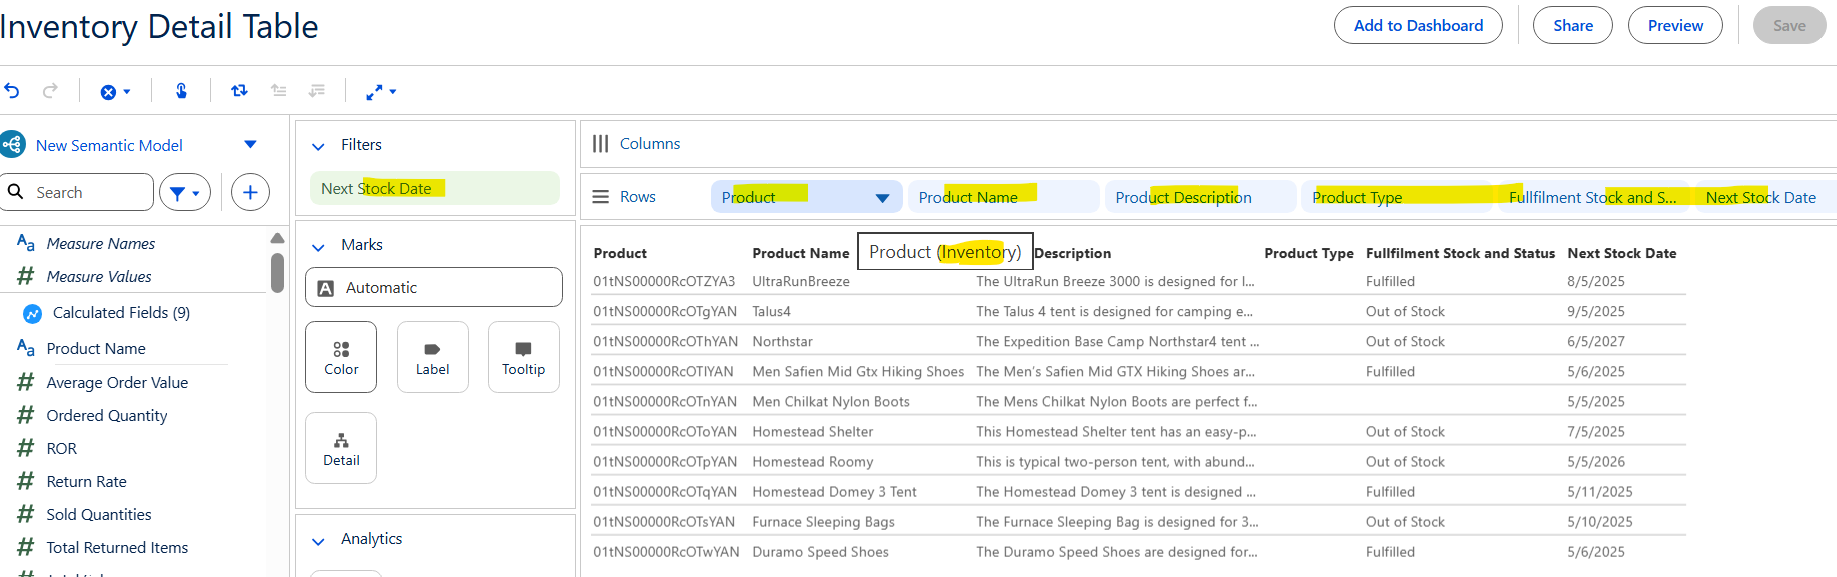 Inventory Detail Table
Add to Dashboard
Share
Preview
Save
New Semantic Model
Search
Measure Names
Measure Values
Calculated Fields (9)
Product Name
Average Order Value
Ordered Quantity
ROR
Return Rate
Sold Quantities
Total Returned Items
Filters
Next Stock Date
Marks
Automatic
Color
Label
Tooltip
Detail
Analytics
Columns
Rows
Product
Product Name
Product Description
Product Type
Fullfilment Stock and S...
Next Stock Date
Product (Inventory)
Product Product Name Description Product Type Fullfilment Stock and Status Next Stock Date
01tNS00000RcOTZYA3 UltraRunBreeze The UltraRun Breeze 3000 is designed for l... Fulfilled 8/5/2025
01tNS00000RcOTgYAN Talus4 The Talus 4 tent is designed for camping e... Out of Stock 9/5/2025
01tNS00000RcOThYAN Northstar The Expedition Base Camp Northstar4 tent ... Out of Stock 6/5/2027
01tNS00000RcOTlYAN Men Safien Mid Gtx Hiking Shoes The Men's Safien Mid GTX Hiking Shoes ar... Fulfilled 5/6/2025
01tNS00000RcOTnYAN Men Chilkat Nylon Boots The Mens Chilkat Nylon Boots are perfect f... 5/5/2025
01tNS00000RcOToYAN Homestead Shelter This Homestead Shelter tent has an easy-p... Out of Stock 7/5/2025
01tNS00000RcOTpYAN Homestead Roomy This is typical two-person tent, with abund... Out of Stock 5/5/2026
01tNS00000RcOTqYAN Homestead Domey 3 Tent The Homestead Domey 3 tent is designed ... Fulfilled 5/11/2025
01tNS00000RcOTsYAN Furnace Sleeping Bags The Furnace Sleeping Bag is designed for 3... Out of Stock 5/10/2025
01tNS00000RcOTwYAN Duramo Speed Shoes The Duramo Speed Shoes are designed for... Fulfilled 5/6/2025